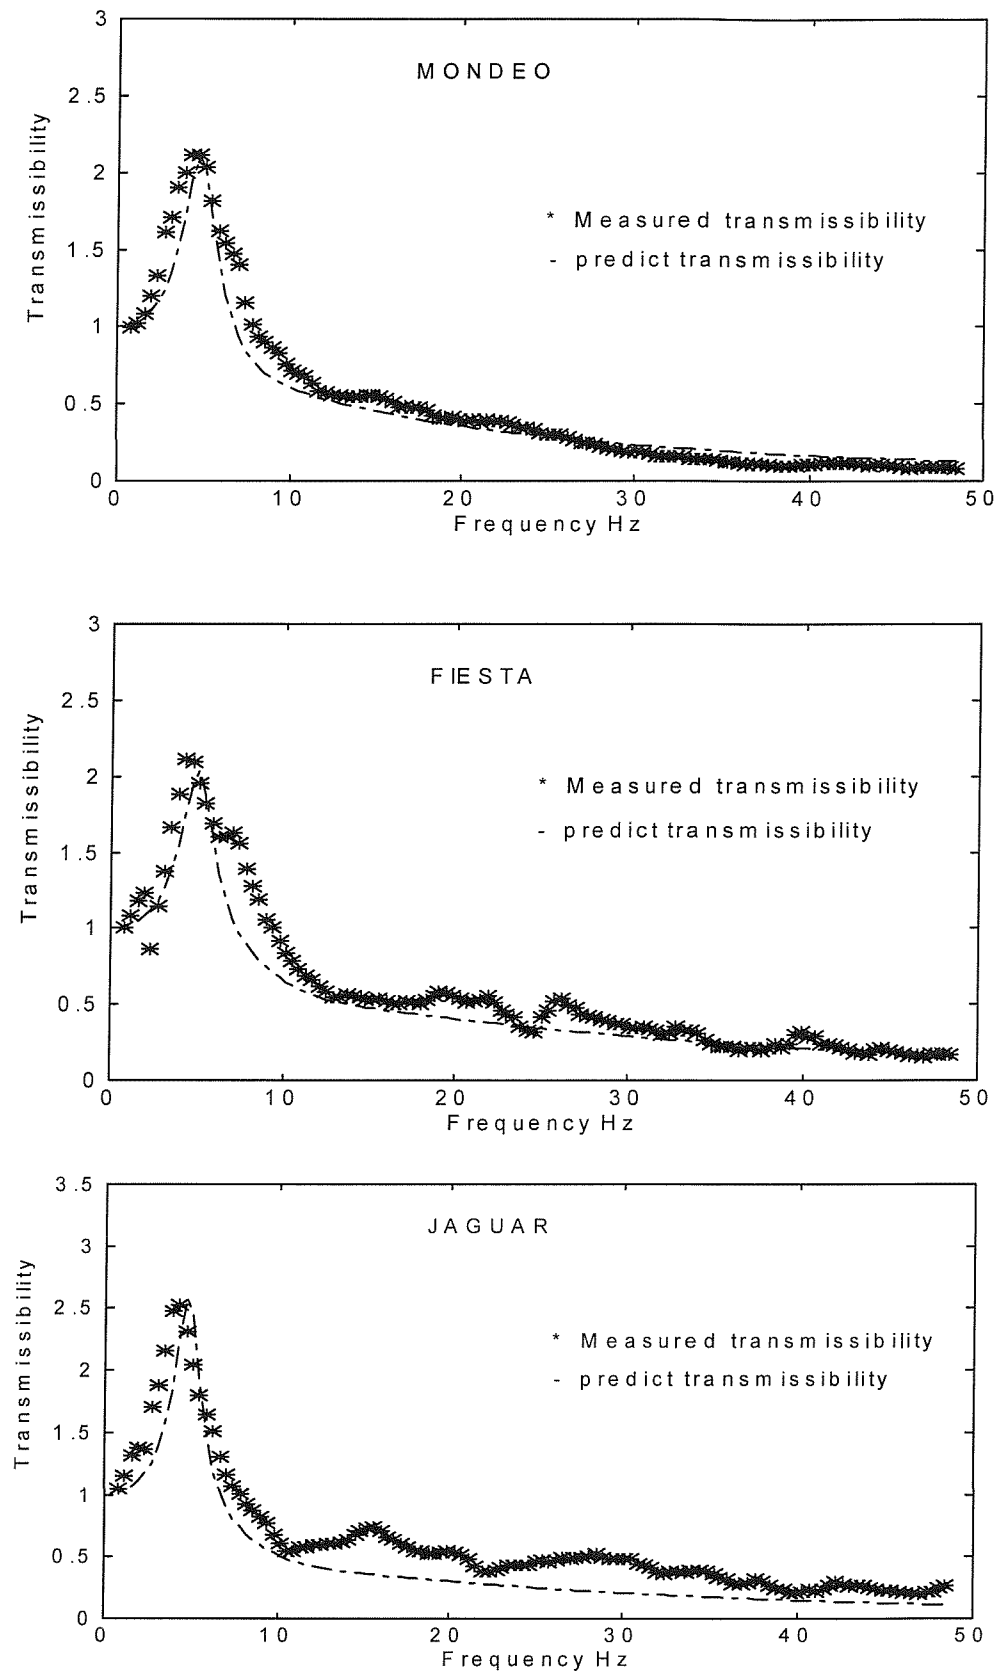 3
MONDEO
2.5
2
* Measured transmissibility
- predict transmissibility
1.5
1
0.5
0
Transmissibility
0 10 20 30 40 50
Frequency Hz
3
FIESTA
2.5
2
* Measured transmissibility
- predict transmissibility
1.5
1
0.5
0
Transmissibility
0 10 20 30 40 50
Frequency Hz
3.5
JAGUAR
3
2.5
* Measured transmissibility
2
- predict transmissibility
1.5
1
0.5
0
Transmissibility
0 10 20 30 40 50
Frequency Hz